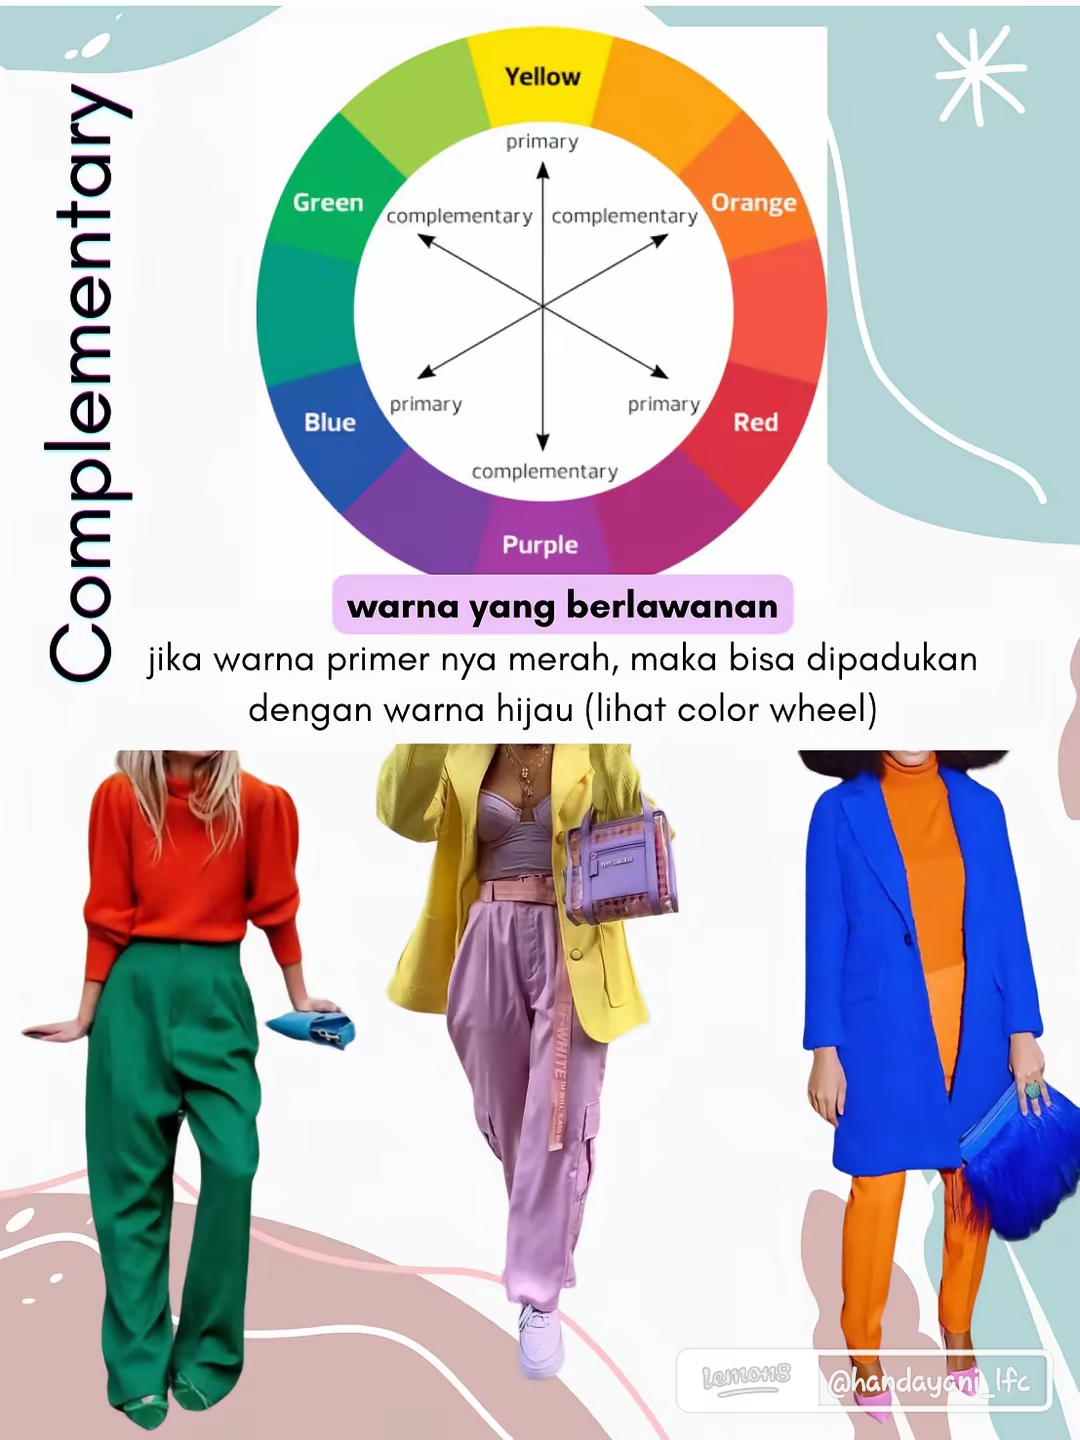 Complementary
Yellow
primary
Green
Orange
complementary complementary
Blue
primary
primary
Red
complementary
Purple
warna yang berlawanan
jika warna primer nya merah, maka bisa dipadukan
dengan warna hijau (lihat color wheel)
lemon8
@handayani_lfc